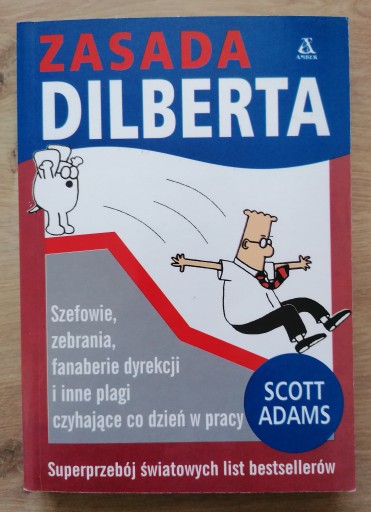 ZASADA
AMBER
DILBERTA
Szefowie,
zebrania,
fanaberie dyrekcji
i inne plagi
czyhające co dzień w pracy
SCOTT
ADAMS
Superprzebój światowych list bestsellerów